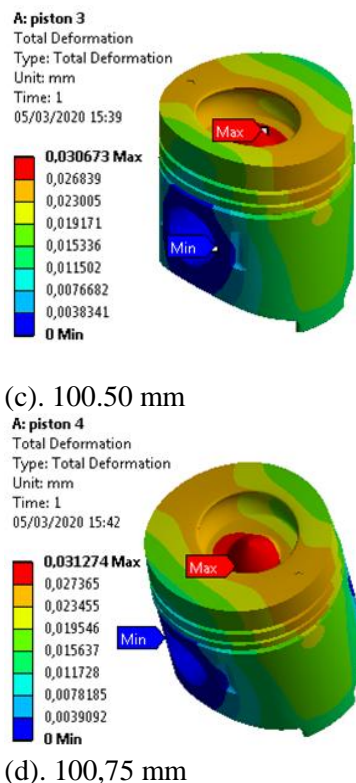 A: piston 3
Total Deformation
Type: Total Deformation
Unit: mm
Time: 1
05/03/2020 15:39
0,030673 Max
0,026839
0,023005
0,019171
0,015336
0,011502
0,0076682
0,0038341
0 Min
Max
Min
(c). 100.50 mm
A: piston 4
Total Deformation
Type: Total Deformation
Unit: mm
Time: 1
05/03/2020 15:42
0,031274 Max
0,027365
0,023455
0,019546
0,015637
0,011728
0,0078185
0,0039092
0 Min
Max
Min
(d). 100,75 mm